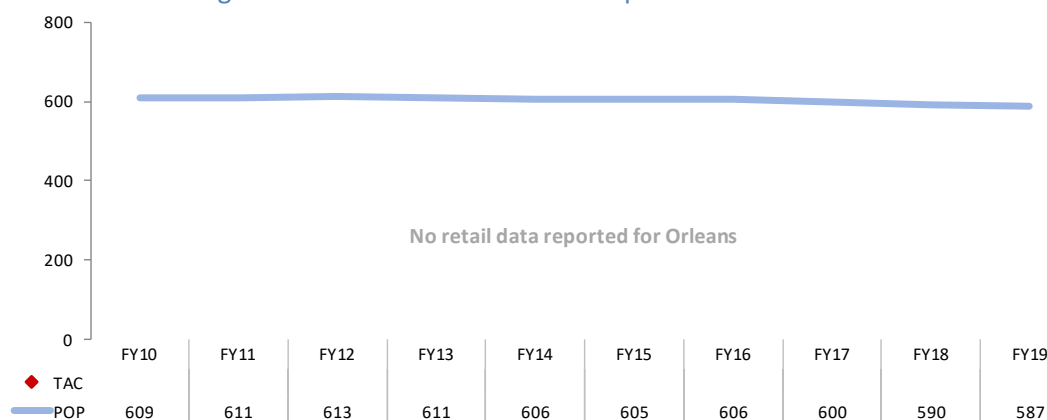 800
600
400
200
0
No retail data reported for Orleans
FY10 FY11 FY12 FY13 FY14 FY15 FY16 FY17 FY18 FY19
TAC
POP 609 611 613 611 606 605 606 600 590 587